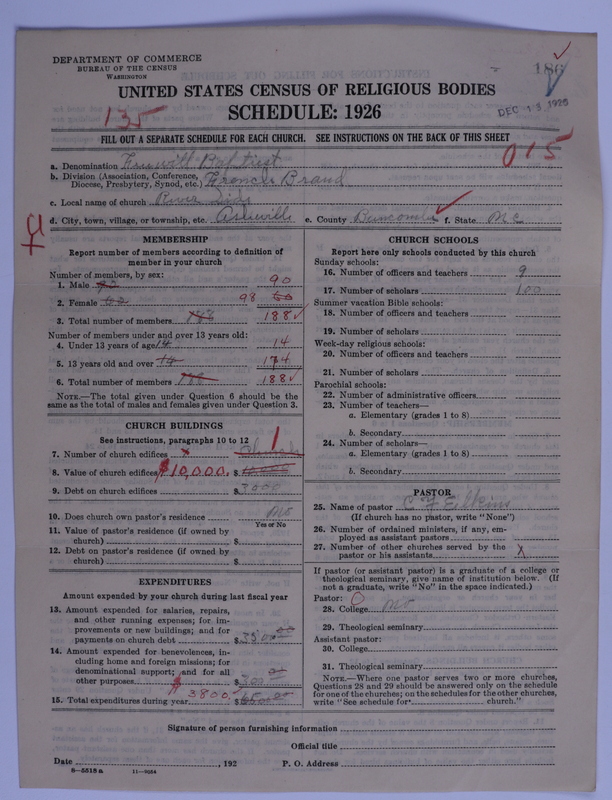 DEPARTMENT OF COMMERCE
BUREAU OF THE CENSUS
WASHINGTON
DEC 13 1926
UNITED STATES CENSUS OF RELIGIOUS BODIES
SCHEDULE: 1926
135
FILL OUT A SEPARATE SCHEDULE FOR EACH CHURCH. SEE INSTRUCTIONS ON THE BACK OF THIS SHEET
015
a. Denomination Freewill Baptist
b. Division (Association, Conference, Diocese, Presbytery, Synod, etc.) French Broad
c. Local name of church River Side
d. City, town, village, or township, etc. Asheville e. County Buncombe f. State N C
MEMBERSHIP
Report number of members according to definition of
member in your church
Number of members, by sex:
1. Male 90
2. Female 98
3. Total number of members 188 188
Number of members under and over 13 years old:
4. Under 13 years of age 14 14
5. 13 years old and over 174
6. Total number of members 188 188
NOTE.—The total given under Question 6 should be
same as the total of males and females given under Question 3.
CHURCH BUILDINGS
See instructions, paragraphs 10 to 12
7. Number of church edifices 1
8. Value of church edifices $10,000. $
9. Debt on church edifices $ 3000
10. Does church own pastor's residence No
Yes or No
11. Value of pastor's residence (if owned by
church) $
12. Debt on pastor's residence (if owned by
church) $
EXPENDITURES
Amount expended by your church during last fiscal year
13. Amount expended for salaries, repairs,
and other running expenses; for im-
provements or new buildings; and for
payments on church debt $ 3500 00
14. Amount expended for benevolences, in-
cluding home and foreign missions; for
denominational support; and for all
other purposes $ 300
15. Total expenditures during year $3800. $
CHURCH SCHOOLS
Report here only schools conducted by this church
Sunday schools:
16. Number of officers and teachers 9
17. Number of scholars 100
Summer vacation Bible schools:
18. Number of officers and teachers
19. Number of scholars
Week-day religious schools:
20. Number of officers and teachers
21. Number of scholars
Parochial schools:
22. Number of administrative officers
23. Number of teachers—
a. Elementary (grades 1 to 8)
b. Secondary
24. Number of scholars—
a. Elementary (grades 1 to 8)
b. Secondary
PASTOR
25. Name of pastor C F Elkins
(If church has no pastor, write "None")
26. Number of ordained ministers, if any, em-
ployed as assistant pastors
27. Number of other churches served by the
pastor or his assistants X
If pastor (or assistant pastor) is a graduate of a college or
theological seminary, give name of institution below. (If
not a graduate, write "No" in the space indicated.)
Pastor: O
28. College No
29. Theological seminary
Assistant pastor:
30. College
31. Theological seminary
NOTE.—Where one pastor serves two or more churches,
Questions 28 and 29 should be answered only on the schedule
for one of the churches; on the schedules for the other churches,
write "See schedule for church."
Signature of person furnishing information
Official title
Date , 192 P. O. Address
8—5518 a 11—9054